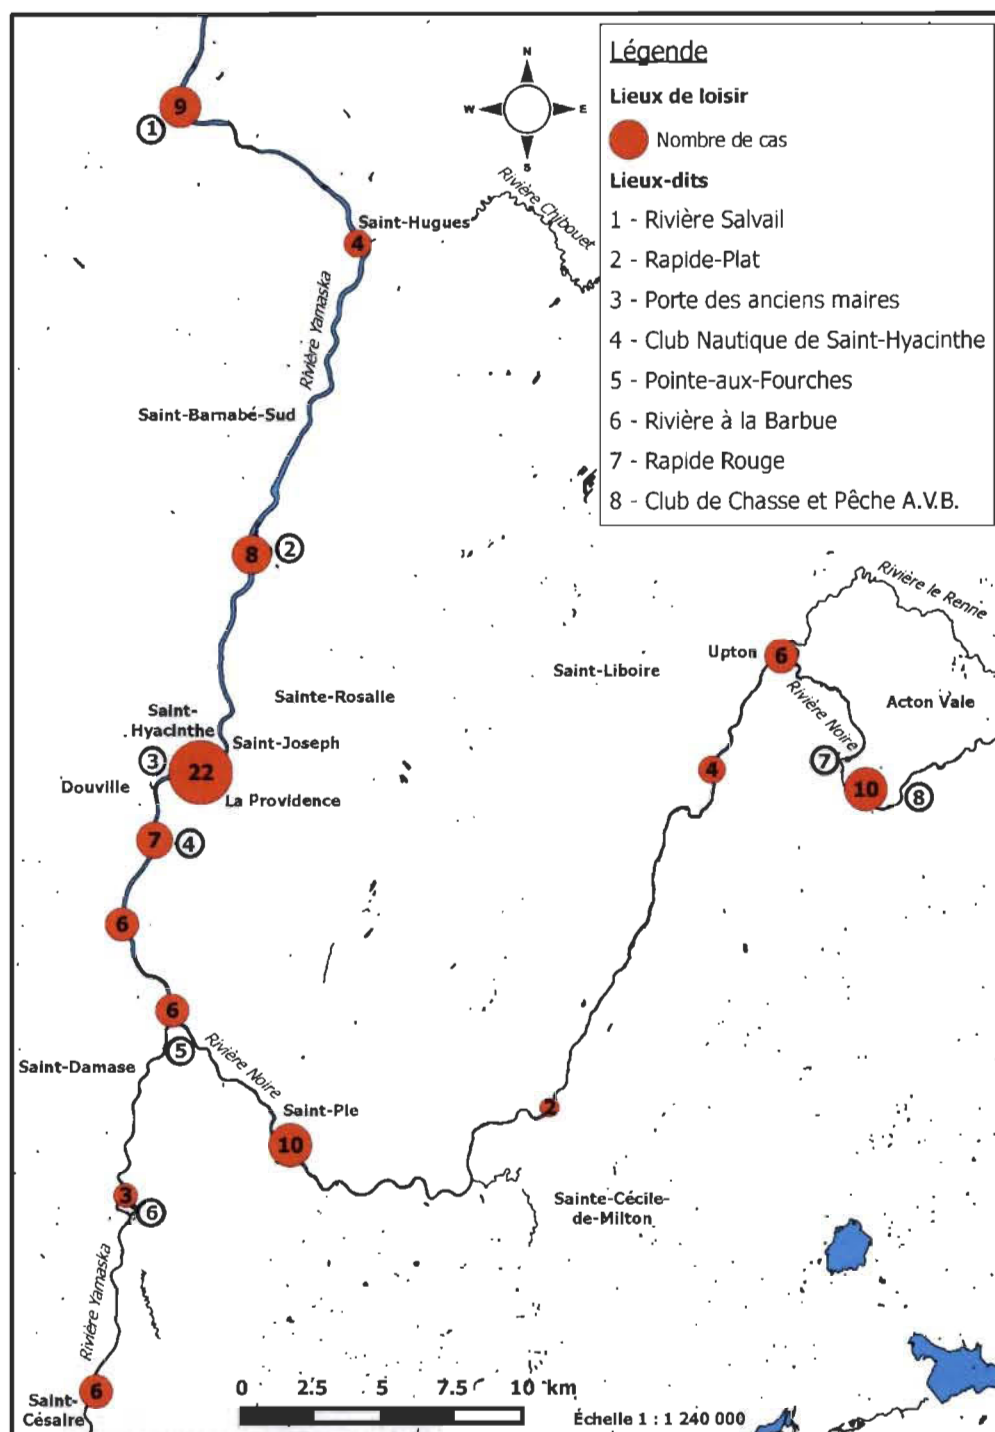 Légende
Lieux de loisir
Nombre de cas
Lieux-dits
1 - Rivière Salvail
2 - Rapide-Plat
3 - Porte des anciens maires
4 - Club Nautique de Saint-Hyacinthe
5 - Pointe-aux-Fourches
6 - Rivière à la Barbue
7 - Rapide Rouge
8 - Club de Chasse et Pêche A.V.B.
N
W
E
S
9
1
Rivière Chibouet
Saint-Hugues
4
Rivière Yamaska
Saint-Barnabé-Sud
8
2
Rivière le Renne
Upton
6
Saint-Liboire
Rivière Noire
Acton Vale
Sainte-Rosalie
Saint-
Hyacinthe
Saint-Joseph
3
22
4
7
10
8
Douville
La Providence
7
4
6
6
5
Rivière Noire
Saint-Damase
Saint-Pie
2
10
3
6
Sainte-Cécile-
de-Milton
Rivière Yamaska
6
Saint-
Césaire
0 2.5 5 7.5 10 km
Échelle 1 : 1 240 000